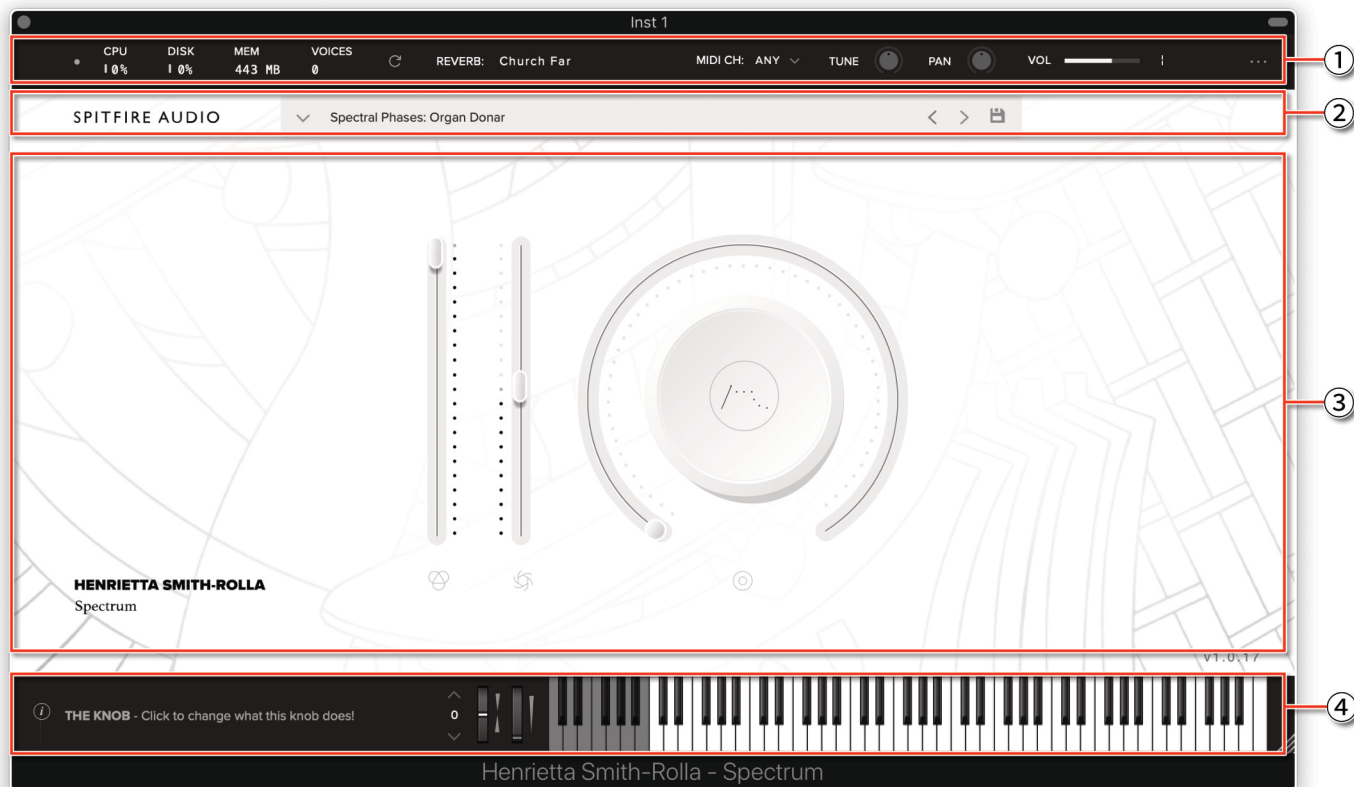 Inst 1
CPU DISK MEM VOICES
0% 0% 443 MB 0
REVERB: Church Far MIDI CH: ANY TUNE PAN VOL ...
1
SPITFIRE AUDIO Spectral Phases: Organ Donar
2
3
HENRIETTA SMITH-ROLLA
Spectrum
v1.0.17
THE KNOB - Click to change what this knob does! 0
4
Henrietta Smith-Rolla - Spectrum